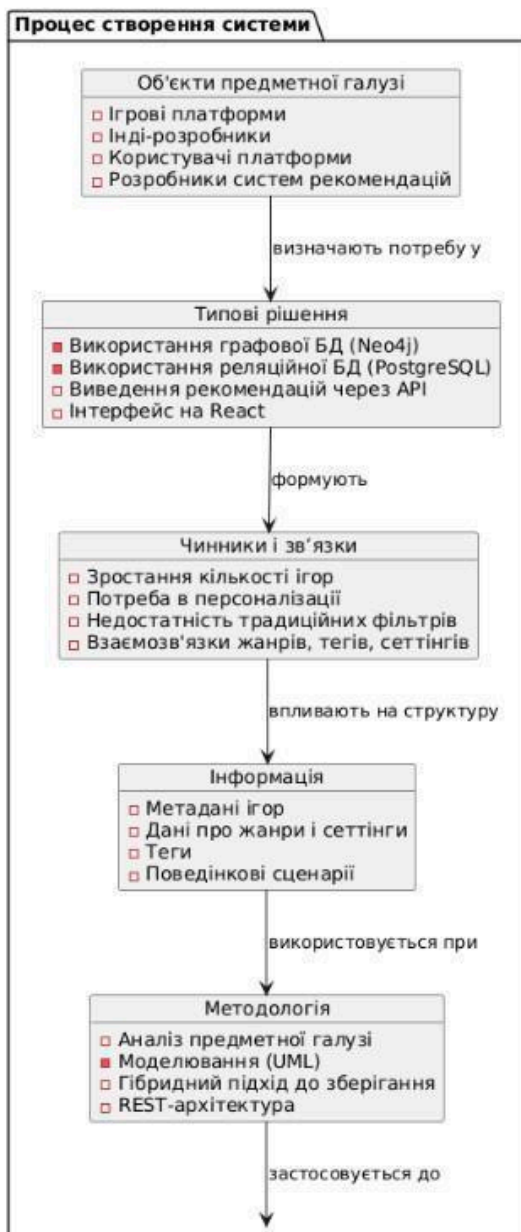 Процес створення системи
Об'єкти предметної галузі
Ігрові платформи
Інді-розробники
Користувачі платформи
Розробники систем рекомендацій
визначають потребу у
Типові рішення
Використання графової БД (Neo4j)
Використання реляційної БД (PostgreSQL)
Виведення рекомендацій через API
Інтерфейс на React
формують
Чинники і зв’язки
Зростання кількості ігор
Потреба в персоналізації
Недостатність традиційних фільтрів
Взаємозв'язки жанрів, тегів, сеттінгів
впливають на структуру
Інформація
Метадані ігор
Дані про жанри і сеттінги
Теги
Поведінкові сценарії
використовується при
Методологія
Аналіз предметної галузі
Моделювання (UML)
Гібридний підхід до зберігання
REST-архітектура
застосовується до